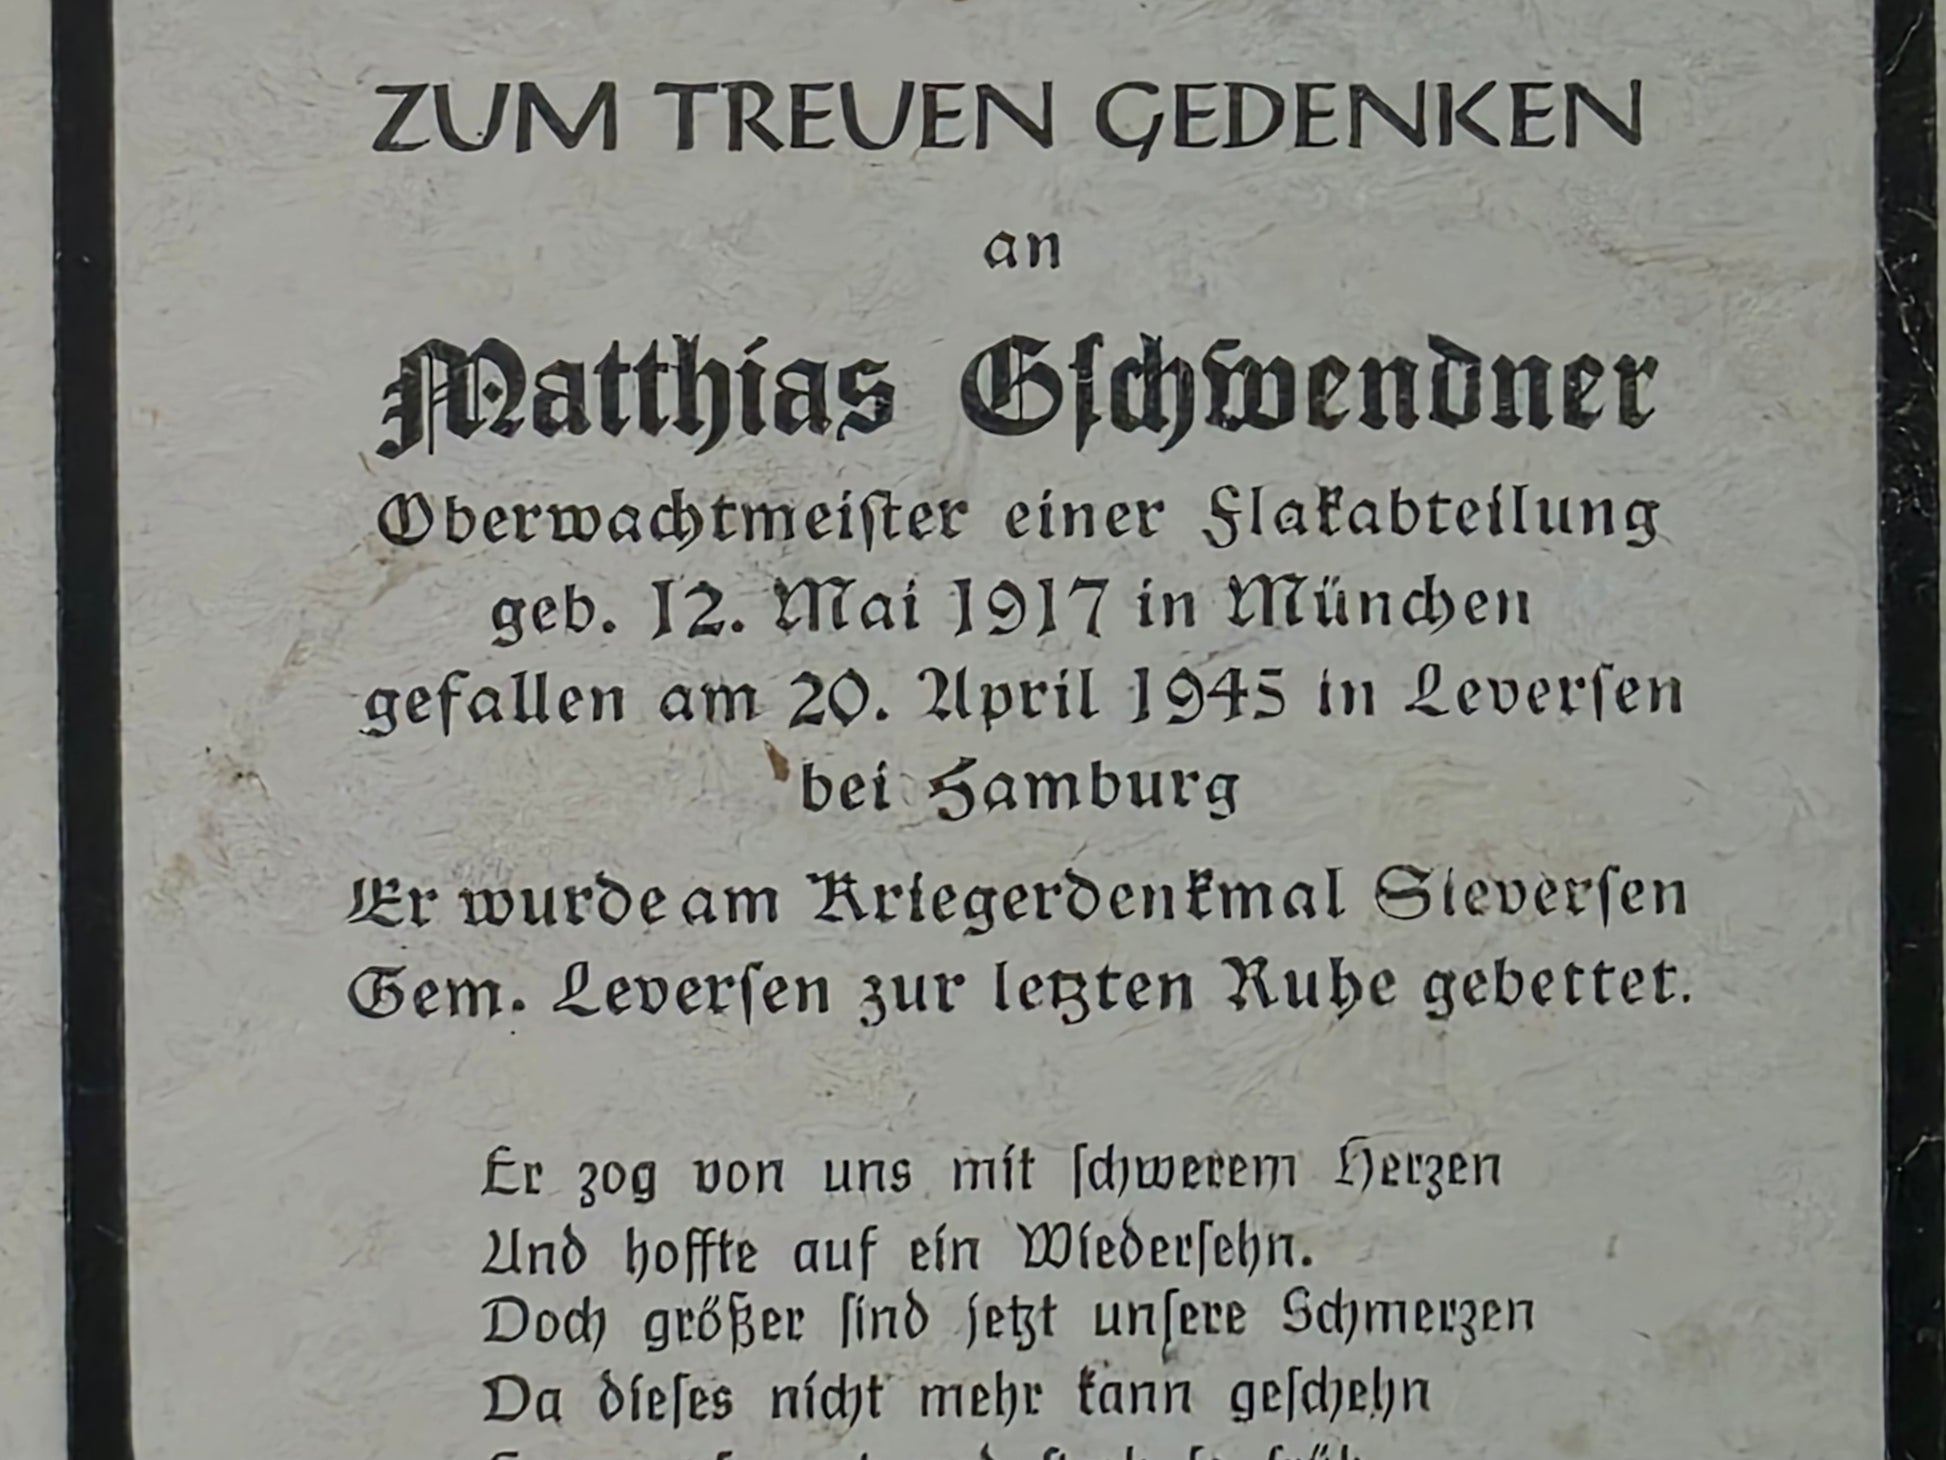 ZUM TREUEN GEDENKEN
an
Matthias Gſchwendner
Oberwachtmeiſter einer Flakabteilung
geb. 12. Mai 1917 in München
gefallen am 20. April 1945 in Leverſen
bei Hamburg
Er wurde am Kriegerdenkmal Sieverſen
Gem. Leverſen zur letzten Ruhe gebettet.
Er zog von uns mit ſchwerem Herzen
Und hoffte auf ein Wiederſehn.
Doch größer ſind jetzt unſere Schmerzen
Da dieſes nicht mehr kann geſchehn